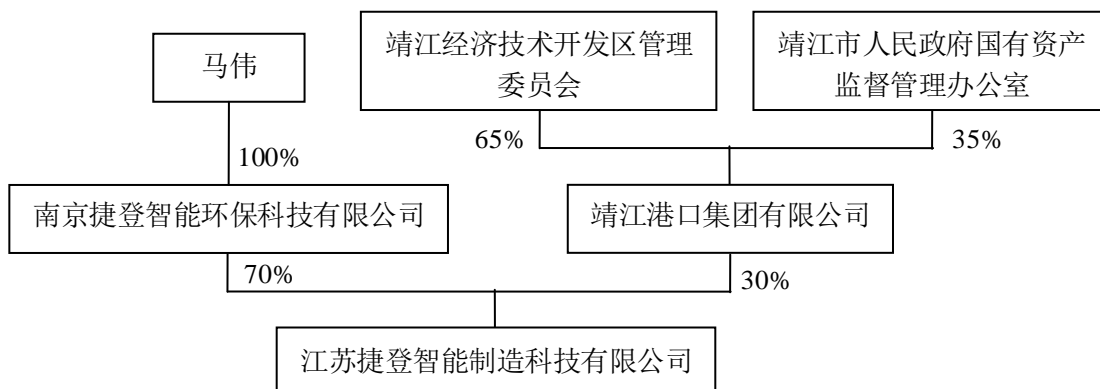 马伟
靖江经济技术开发区管理
委员会
靖江市人民政府国有资产
监督管理办公室
100%
65%
35%
南京捷登智能环保科技有限公司
靖江港口集团有限公司
70%
30%
江苏捷登智能制造科技有限公司